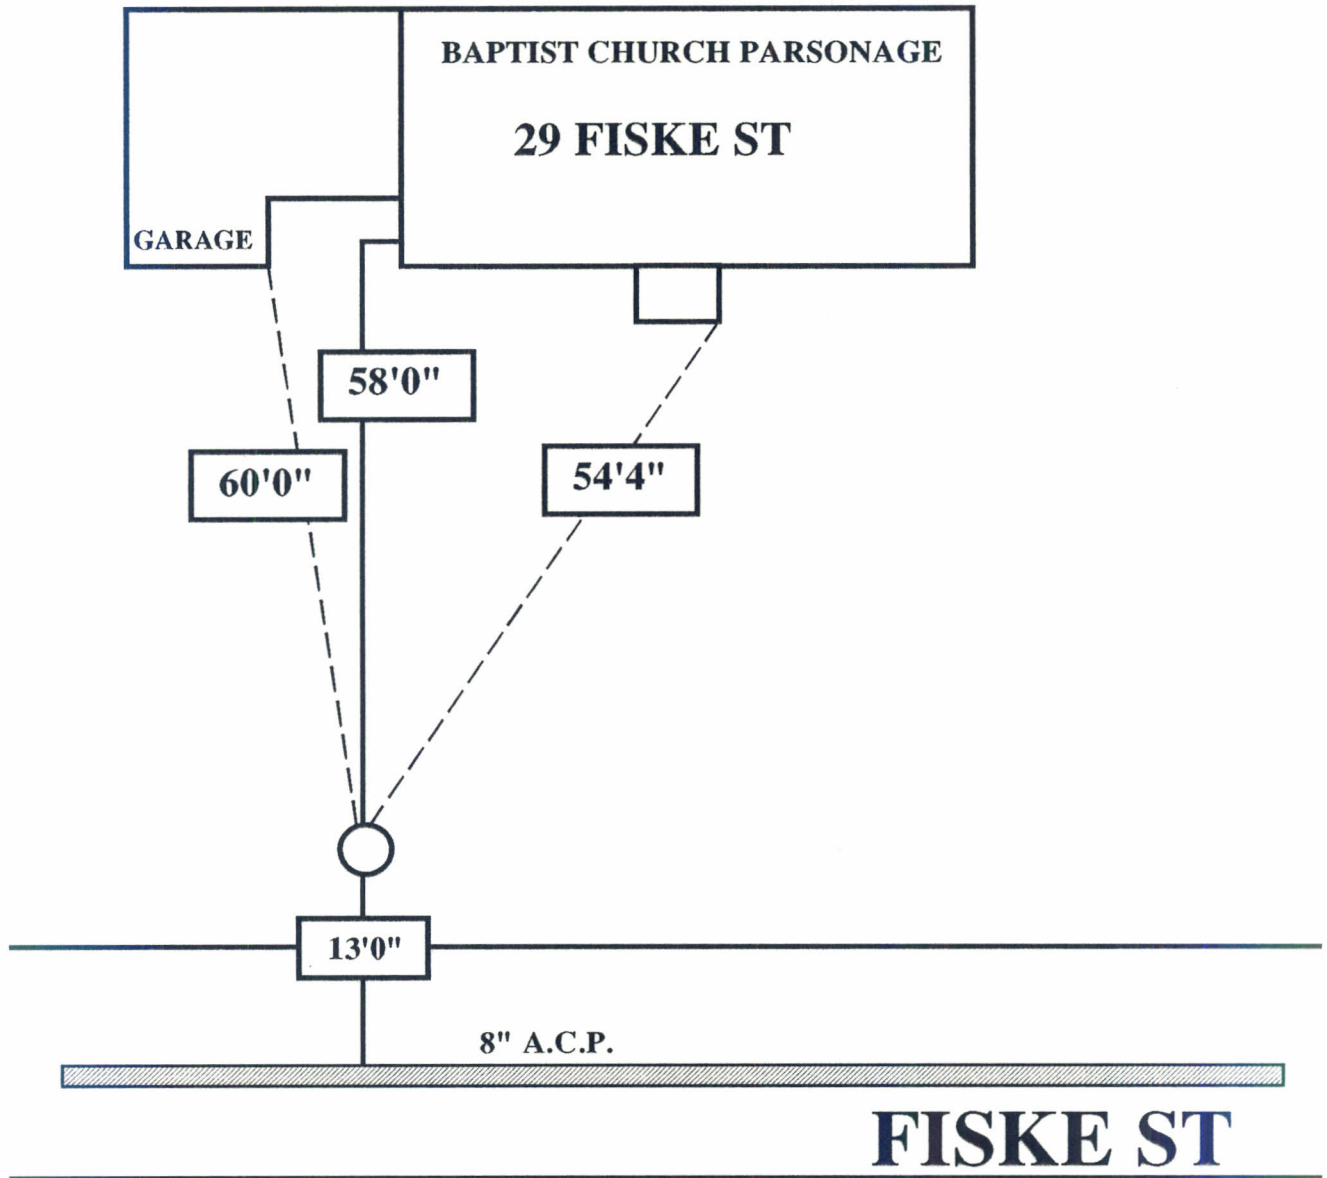 BAPTIST CHURCH PARSONAGE
29 FISKE ST
GARAGE
58'0"
60'0"
54'4"
13'0"
8" A.C.P.
FISKE ST